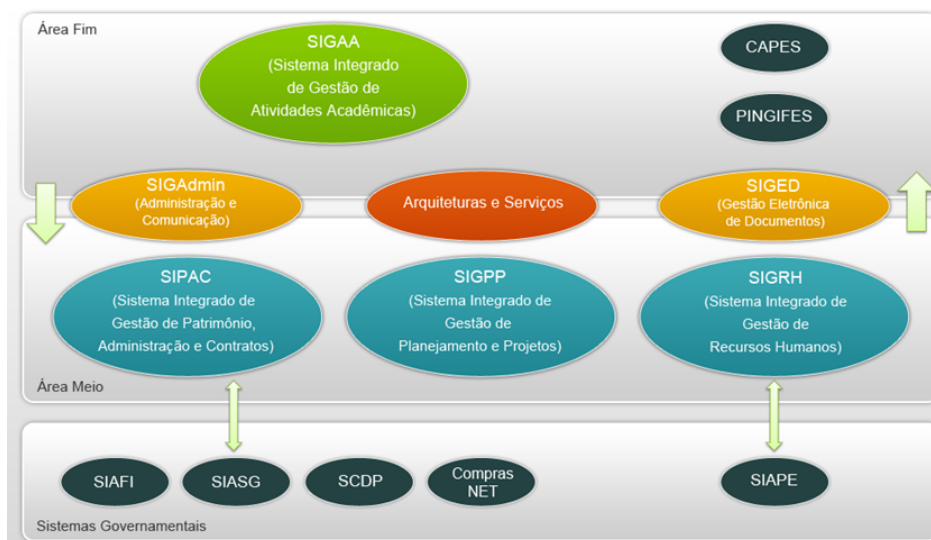 Área Fim
SIGAA
(Sistema Integrado
de Gestão de
Atividades Acadêmicas)
CAPES
PINGIFES
SIGAdmin
(Administração e
Comunicação)
Arquiteturas e Serviços
SIGED
(Gestão Eletrônica
de Documentos)
SIPAC
(Sistema Integrado de
Gestão de Patrimônio,
Administração e Contratos)
SIGPP
(Sistema Integrado de
Gestão de
Planejamento e Projetos)
SIGRH
(Sistema Integrado de
Gestão de
Recursos Humanos)
Área Meio
SIAFI
SIASG
SCDP
Compras
NET
SIAPE
Sistemas Governamentais